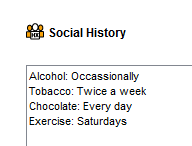 Social History
Alcohol: Occassionally
Tobacco: Twice a week
Chocolate: Every day
Exercise: Saturdays